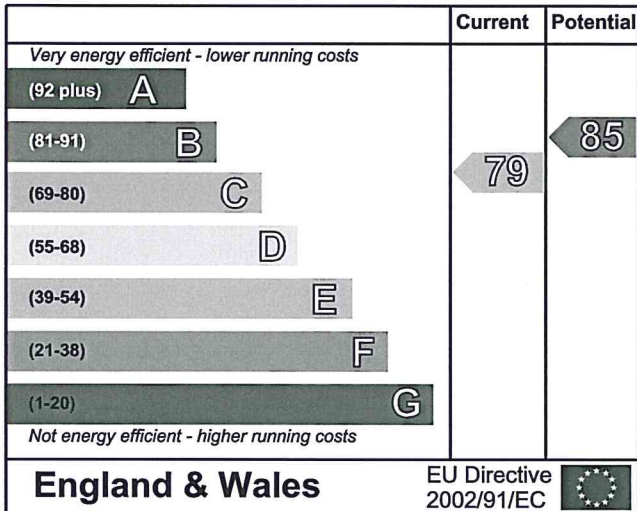 Current Potential
Very energy efficient - lower running costs
(92 plus) A
(81-91) B
85
(69-80) C
79
(55-68) D
(39-54) E
(21-38) F
(1-20) G
Not energy efficient - higher running costs
England & Wales
EU Directive
2002/91/EC